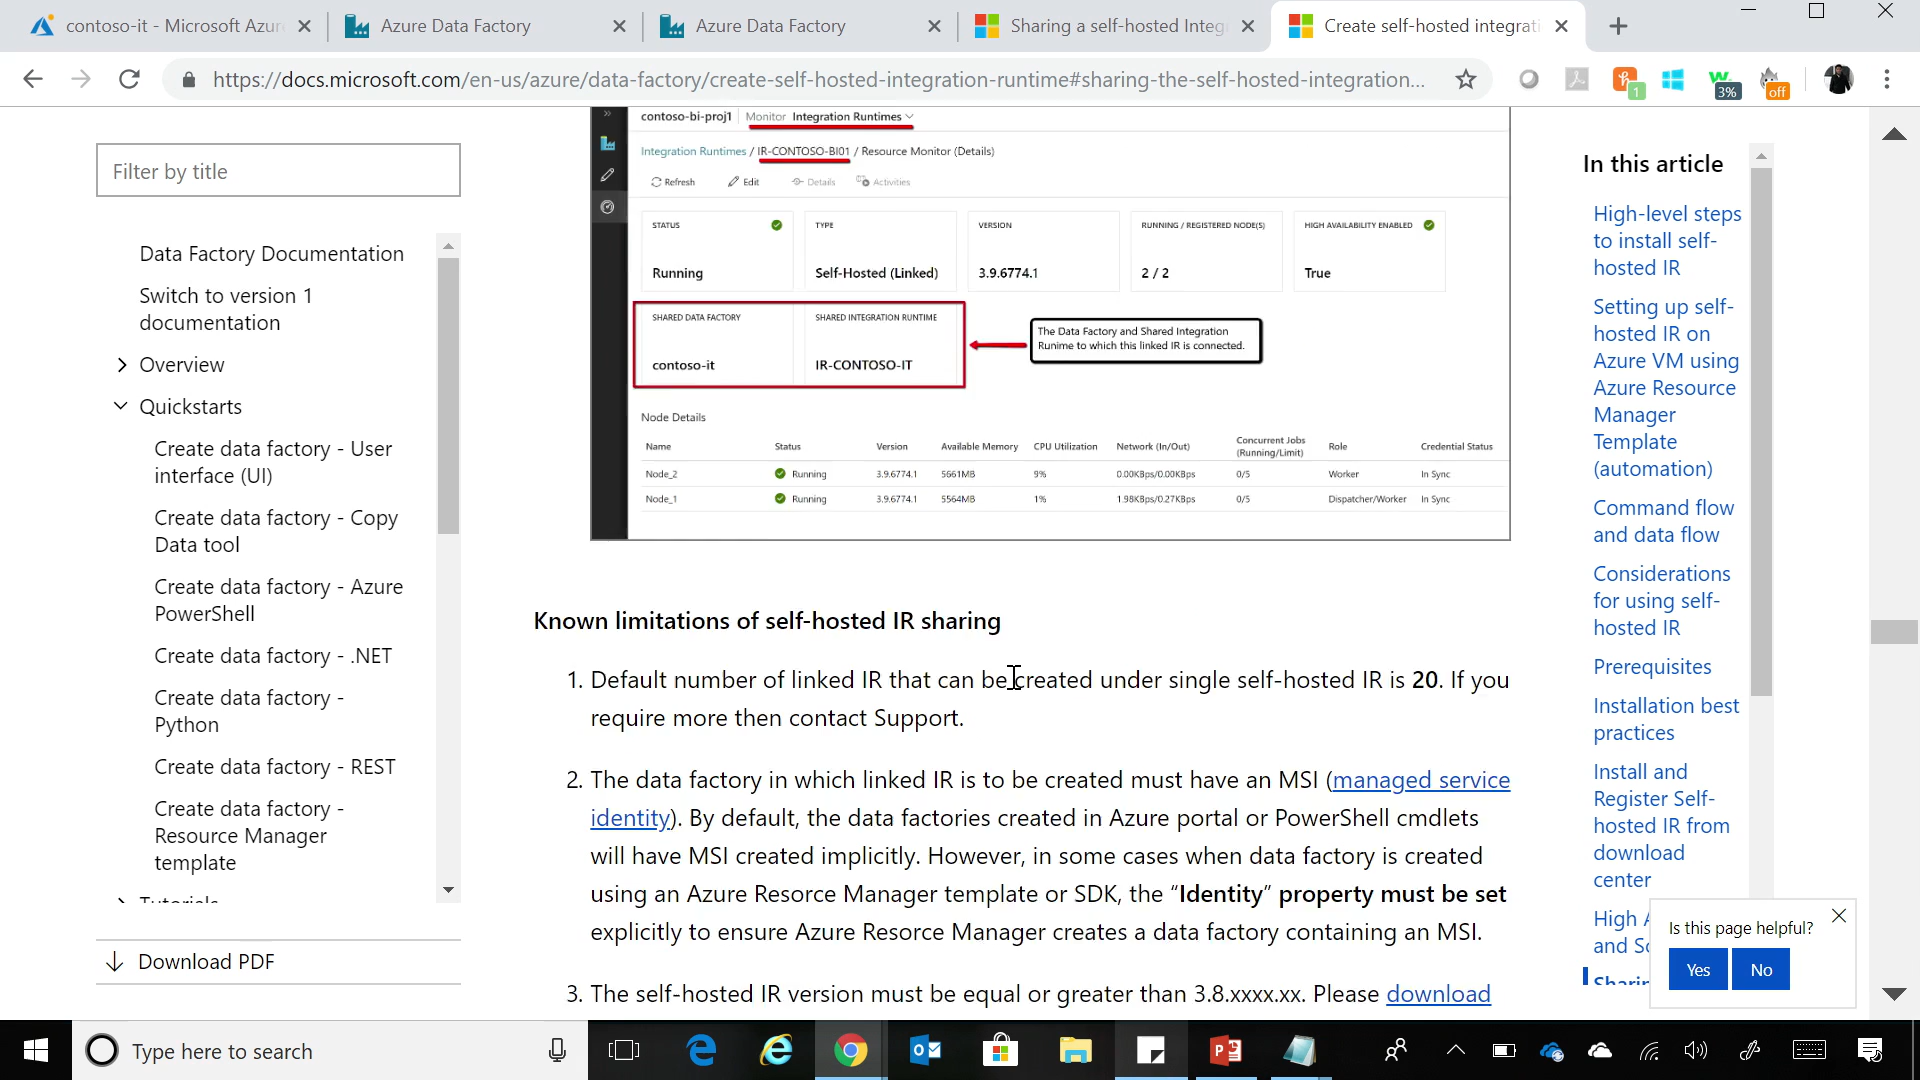 contoso-it - Microsoft Azur
Azure Data Factory
Azure Data Factory
Sharing a self-hosted Integ
Create self-hosted integrati
https://docs.microsoft.com/en-us/azure/data-factory/create-self-hosted-integration-runtime#sharing-the-self-hosted-integration...
1
3%
off
Filter by title
Data Factory Documentation
Switch to version 1
documentation
Overview
Quickstarts
Create data factory - User
interface (UI)
Create data factory - Copy
Data tool
Create data factory - Azure
PowerShell
Create data factory - .NET
Create data factory -
Python
Create data factory - REST
Create data factory -
Resource Manager
template
Tutorials
Download PDF
contoso-bi-proj1 Monitor Integration Runtimes
Integration Runtimes / IR-CONTOSO-BI01 / Resource Monitor (Details)
Refresh Edit Details Activities
STATUS TYPE VERSION RUNNING / REGISTERED NODE(S) HIGH AVAILABILITY ENABLED
Running Self-Hosted (Linked) 3.9.6774.1 2 / 2 True
SHARED DATA FACTORY SHARED INTEGRATION RUNTIME
contoso-it IR-CONTOSO-IT
The Data Factory and Shared Integration
Runime to which this linked IR is connected.
Node Details
Name Status Version Available Memory CPU Utilization Network (In/Out) Concurrent Jobs (Running/Limit) Role Credential Status
Node_2 Running 3.9.6774.1 5661MB 9% 0.00KBps/0.00KBps 0/5 Worker In Sync
Node_1 Running 3.9.6774.1 5564MB 1% 1.98KBps/0.27KBps 0/5 Dispatcher/Worker In Sync
Known limitations of self-hosted IR sharing
1. Default number of linked IR that can be created under single self-hosted IR is 20. If you
require more then contact Support.
2. The data factory in which linked IR is to be created must have an MSI (managed service
identity). By default, the data factories created in Azure portal or PowerShell cmdlets
will have MSI created implicitly. However, in some cases when data factory is created
using an Azure Resorce Manager template or SDK, the “Identity” property must be set
explicitly to ensure Azure Resorce Manager creates a data factory containing an MSI.
3. The self-hosted IR version must be equal or greater than 3.8.xxxx.xx. Please download
In this article
High-level steps
to install self-
hosted IR
Setting up self-
hosted IR on
Azure VM using
Azure Resource
Manager
Template
(automation)
Command flow
and data flow
Considerations
for using self-
hosted IR
Prerequisites
Installation best
practices
Install and
Register Self-
hosted IR from
download
center
High A
and Sc
Sharin
Is this page helpful?
Yes No
Type here to search